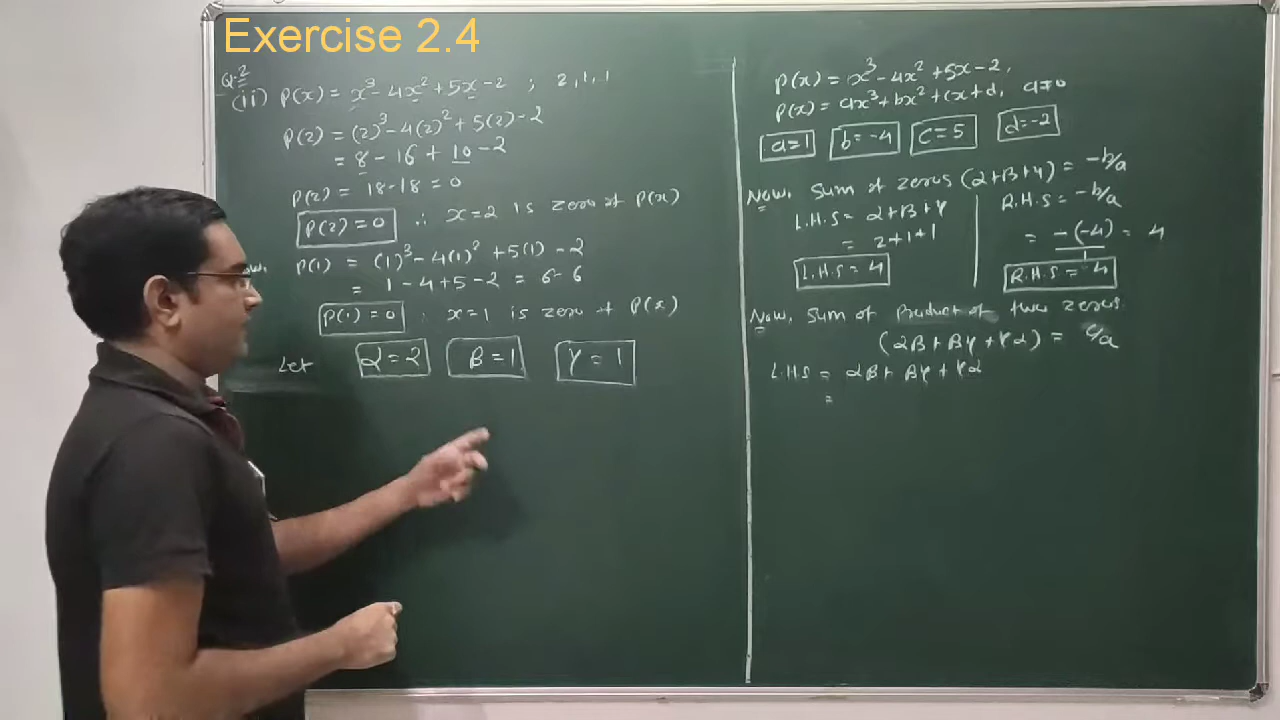 Exercise 2.4
Q.2
(ii) P(x) = x³ - 4x² + 5x - 2 ; 2, 1, 1
P(2) = (2)³ - 4(2)² + 5(2) - 2
= 8 - 16 + 10 - 2
P(2) = 18 - 18 = 0
P(2) = 0 ∴ x = 2 is zero of P(x)
Now, P(1) = (1)³ - 4(1)² + 5(1) - 2
= 1 - 4 + 5 - 2 = 6 - 6
P(1) = 0 ∴ x = 1 is zero of P(x)
Let α = 2 β = 1 γ = 1
P(x) = x³ - 4x² + 5x - 2,
P(x) = ax³ + bx² + cx + d, a≠0
a = 1 b = -4 c = 5 d = -2
Now, Sum of zeros (α + β + γ) = -b/a
L.H.S = α + β + γ
= 2 + 1 + 1
L.H.S = 4
R.H.S = -b/a
= -(-4)/1 = 4
R.H.S = 4
Now, Sum of Product of two zeros
(αβ + βγ + γα) = c/a
L.H.S = αβ + βγ + γα
=